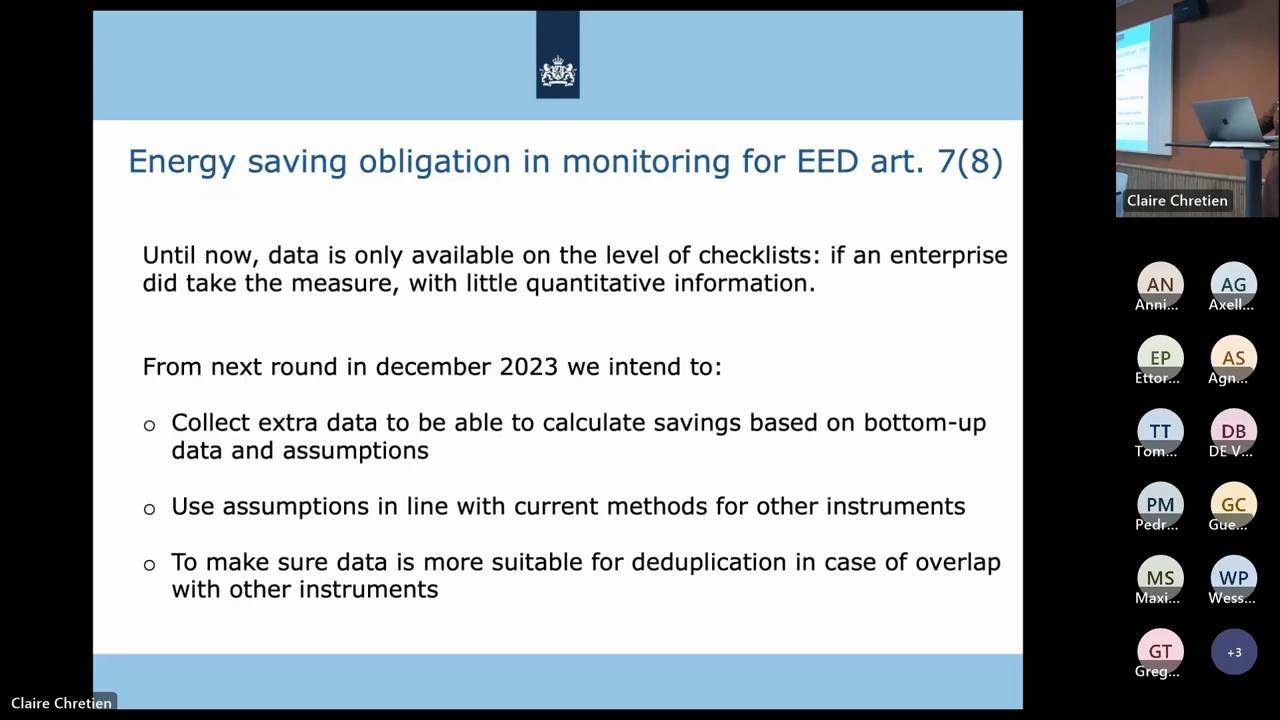 Energy saving obligation in monitoring for EED art. 7(8)
Until now, data is only available on the level of checklists: if an enterprise
did take the measure, with little quantitative information.
From next round in december 2023 we intend to:
o Collect extra data to be able to calculate savings based on bottom-up
data and assumptions
o Use assumptions in line with current methods for other instruments
o To make sure data is more suitable for deduplication in case of overlap
with other instruments
Claire Chretien
Claire Chretien
AN
Anni...
AG
Axell...
EP
Ettor...
AS
Agn...
TT
Tom...
DB
DE V...
PM
Pedr...
GC
Gue...
MS
Maxi...
WP
Wess...
GT
Greg...
+3